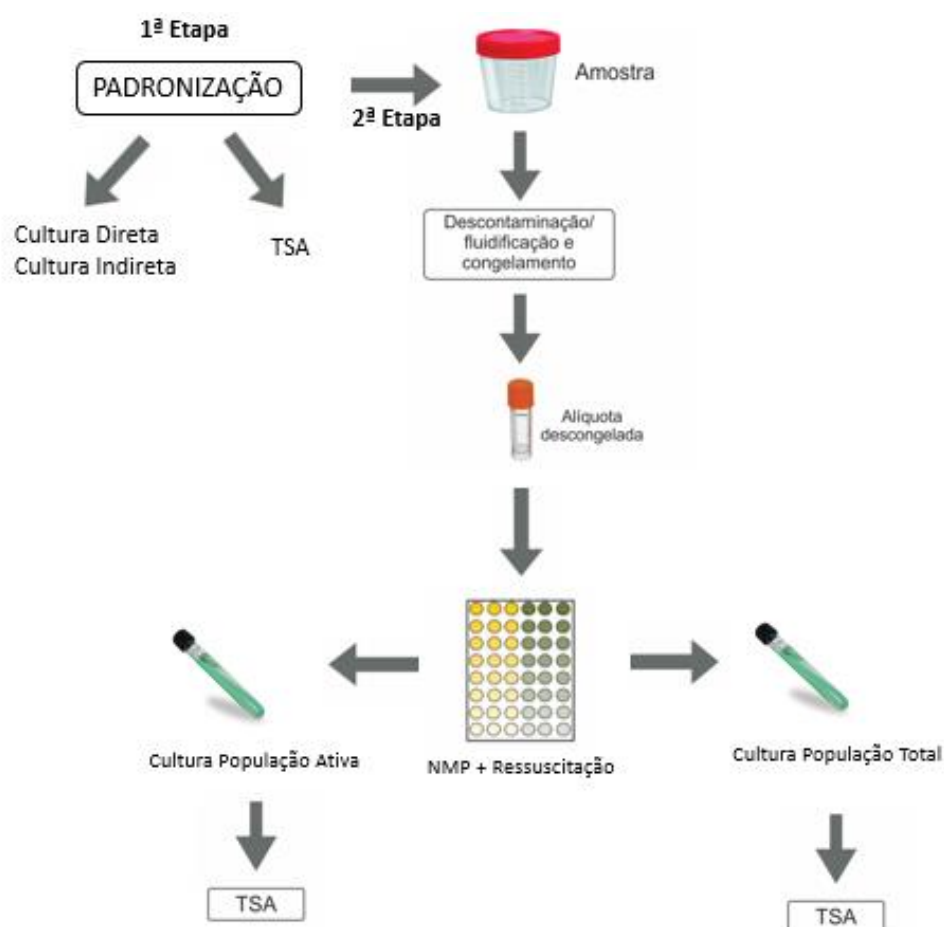 1ª Etapa
PADRONIZAÇÃO
2ª Etapa
Amostra
Cultura Direta
Cultura Indireta
TSA
Descontaminação/
fluidificação e
congelamento
Alíquota
descongelada
Cultura População Ativa
NMP + Ressuscitação
Cultura População Total
TSA
TSA